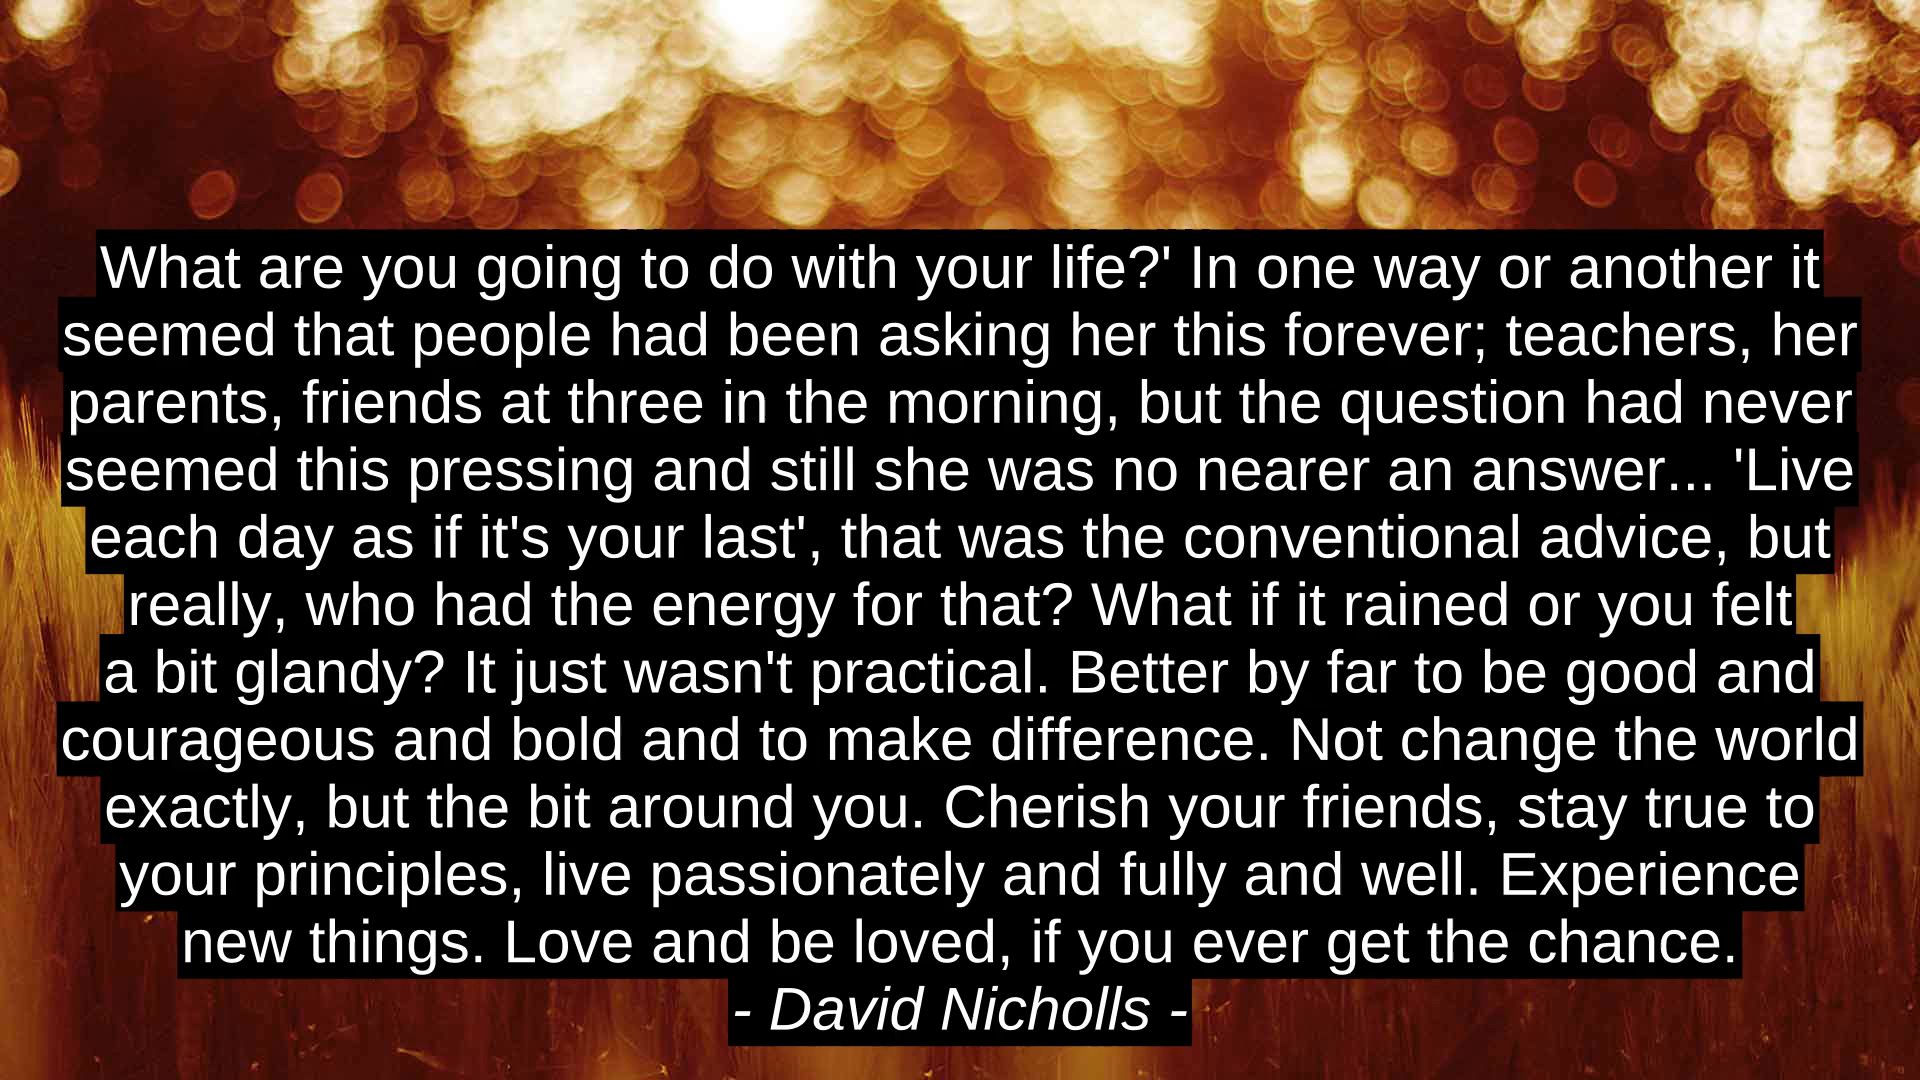 What are you going to do with your life?' In one way or another it
seemed that people had been asking her this forever; teachers, her
parents, friends at three in the morning, but the question had never
seemed this pressing and still she was no nearer an answer... 'Live
each day as if it's your last', that was the conventional advice, but
really, who had the energy for that? What if it rained or you felt
a bit glandy? It just wasn't practical. Better by far to be good and
courageous and bold and to make difference. Not change the world
exactly, but the bit around you. Cherish your friends, stay true to
your principles, live passionately and fully and well. Experience
new things. Love and be loved, if you ever get the chance.
- David Nicholls -